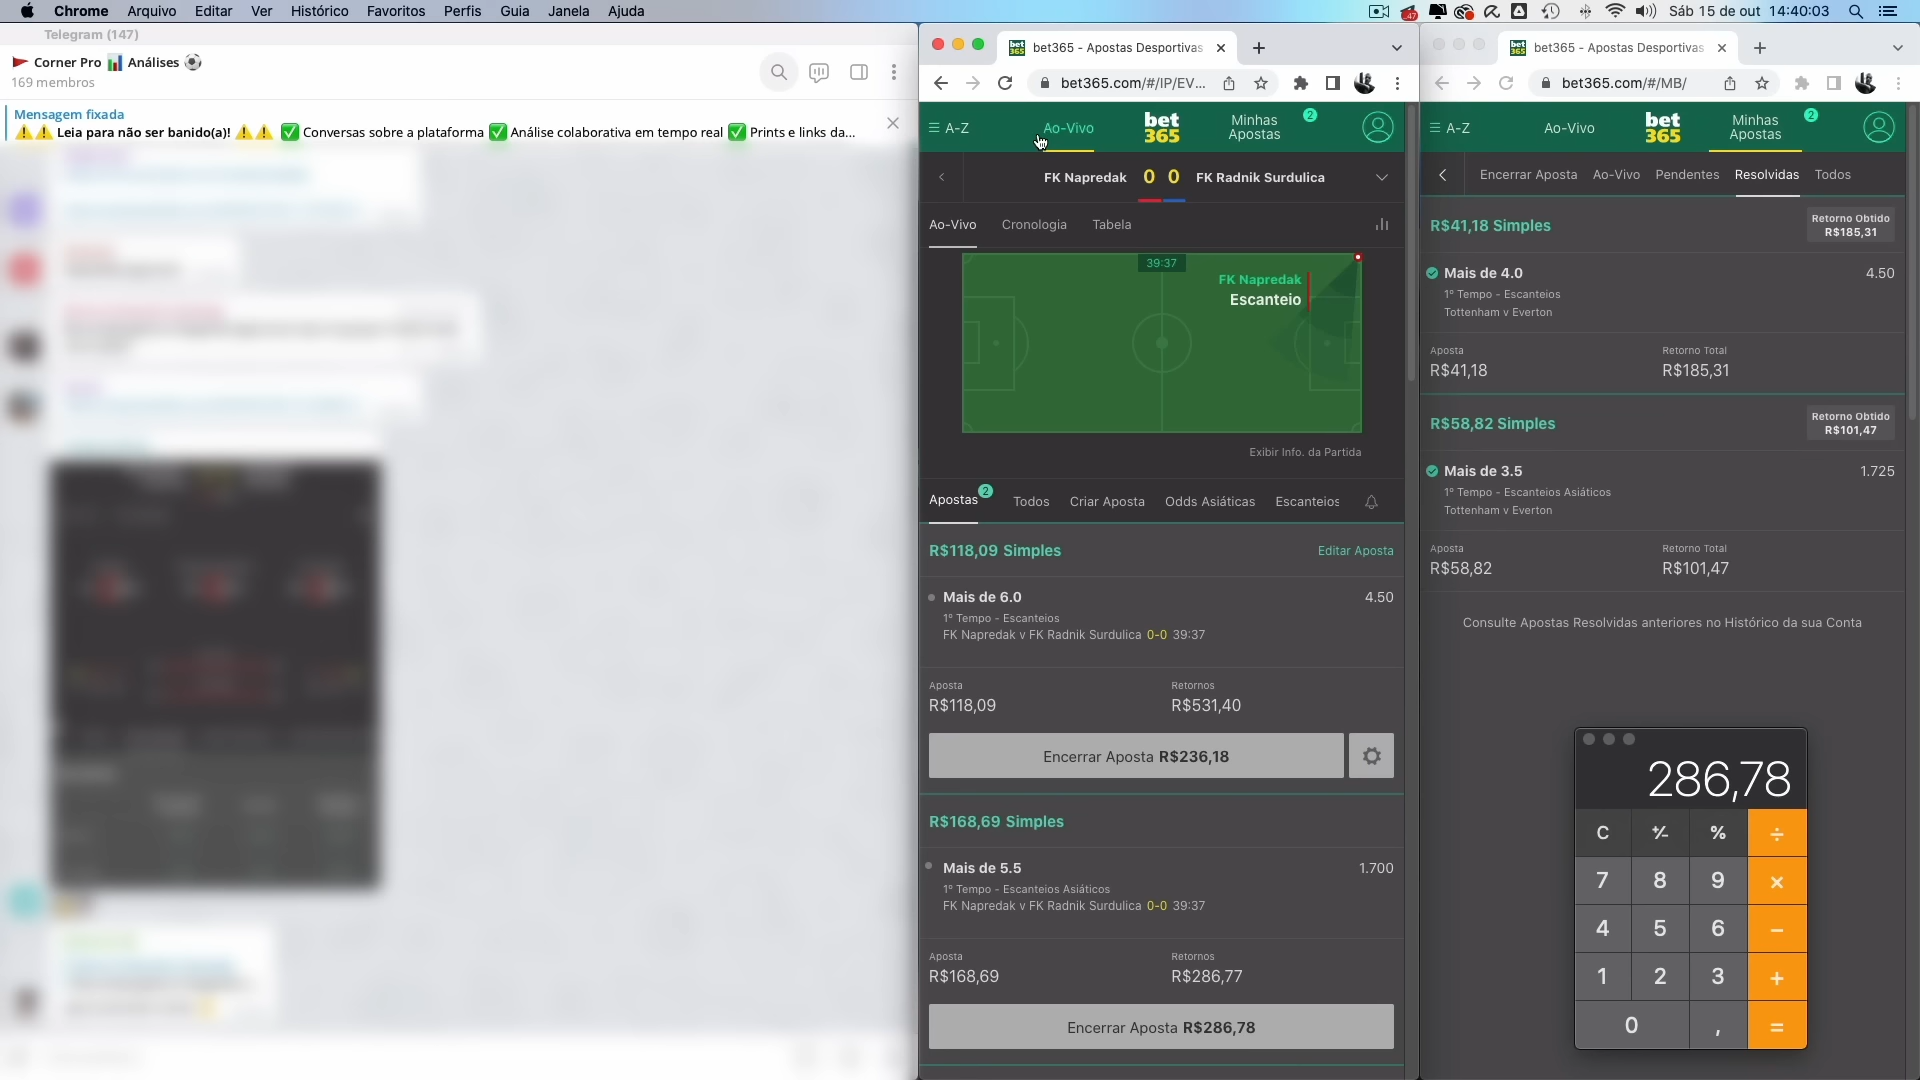 Chrome Arquivo Editar Ver Histórico Favoritos Perfis Guia Janela Ajuda
47
Sáb 15 de out 14:40:03
Telegram (147)
Corner Pro 📊 Análises ⚽
169 membros
Mensagem fixada
⚠️⚠️ Leia para não ser banido(a)! ⚠️⚠️ ✅ Conversas sobre a plataforma ✅ Análise colaborativa em tempo real ✅ Prints e links da...
bet365 - Apostas Desportivas
bet365.com/#/IP/EV...
A-Z
Ao-Vivo
bet365
Minhas Apostas
2
FK Napredak 0 0 FK Radnik Surdulica
Ao-Vivo Cronologia Tabela
39:37
FK Napredak
Escanteio
Exibir Info. da Partida
Apostas 2 Todos Criar Aposta Odds Asiáticas Escanteios
R$118,09 Simples Editar Aposta
Mais de 6.0 4.50
1º Tempo - Escanteios
FK Napredak v FK Radnik Surdulica 0-0 39:37
Aposta Retornos
R$118,09 R$531,40
Encerrar Aposta R$236,18
R$168,69 Simples
Mais de 5.5 1.700
1º Tempo - Escanteios Asiáticos
FK Napredak v FK Radnik Surdulica 0-0 39:37
Aposta Retornos
R$168,69 R$286,77
Encerrar Aposta R$286,78
bet365 - Apostas Desportivas
bet365.com/#/MB/
A-Z
Ao-Vivo
bet365
Minhas Apostas
2
Encerrar Aposta Ao-Vivo Pendentes Resolvidas Todos
R$41,18 Simples
Retorno Obtido
R$185,31
Mais de 4.0 4.50
1º Tempo - Escanteios
Tottenham v Everton
Aposta Retorno Total
R$41,18 R$185,31
R$58,82 Simples
Retorno Obtido
R$101,47
Mais de 3.5 1.725
1º Tempo - Escanteios Asiáticos
Tottenham v Everton
Aposta Retorno Total
R$58,82 R$101,47
Consulte Apostas Resolvidas anteriores no Histórico da sua Conta
286,78
C +/- % ÷
7 8 9 ×
4 5 6 −
1 2 3 +
0 , =